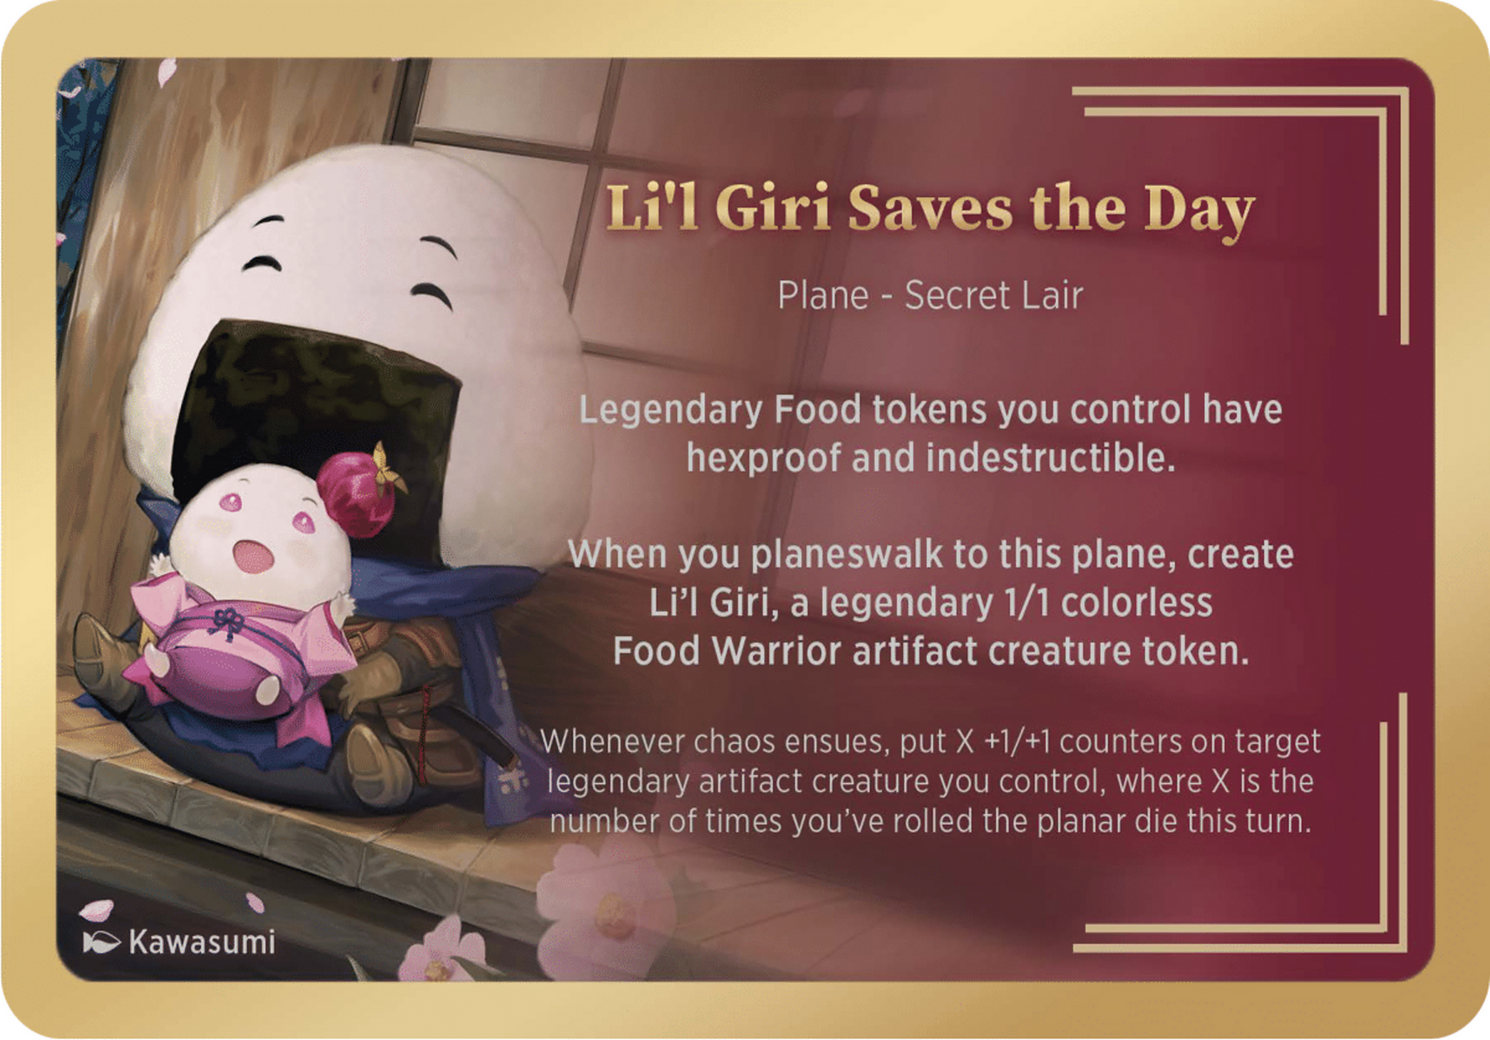 Li'l Giri Saves the Day
Plane - Secret Lair
Legendary Food tokens you control have
hexproof and indestructible.
When you planeswalk to this plane, create
Li’l Giri, a legendary 1/1 colorless
Food Warrior artifact creature token.
Whenever chaos ensues, put X +1/+1 counters on target
legendary artifact creature you control, where X is the
number of times you’ve rolled the planar die this turn.
Kawasumi